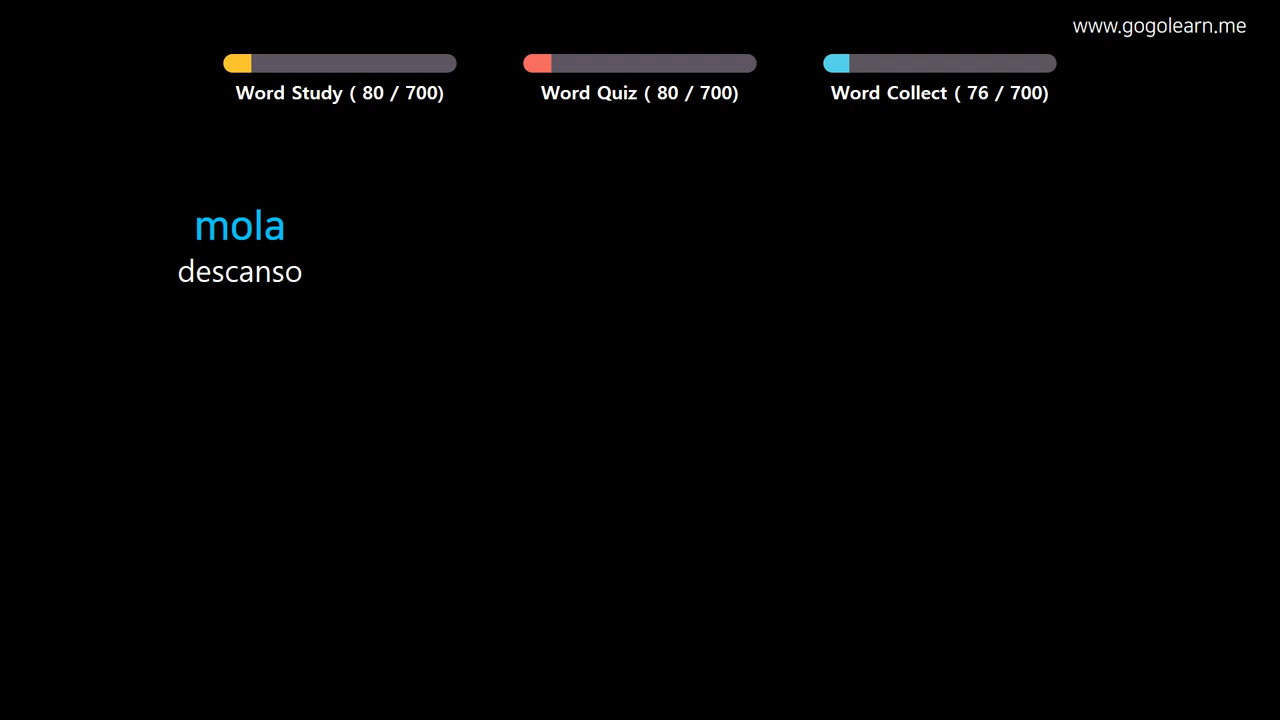 www.gogolearn.me
Word Study ( 80 / 700)
Word Quiz ( 80 / 700)
Word Collect ( 76 / 700)
mola
descanso